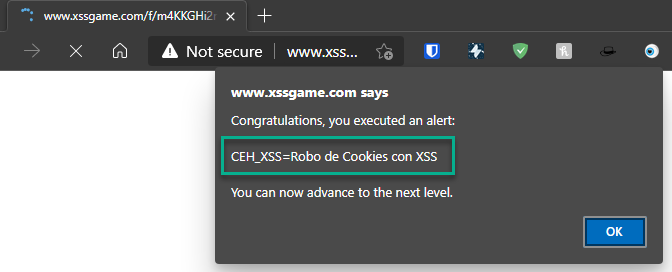 www.xssgame.com/f/m4KKGHi2
Not secure
www.xss...
www.xssgame.com says
Congratulations, you executed an alert:
CEH_XSS=Robo de Cookies con XSS
You can now advance to the next level.
OK